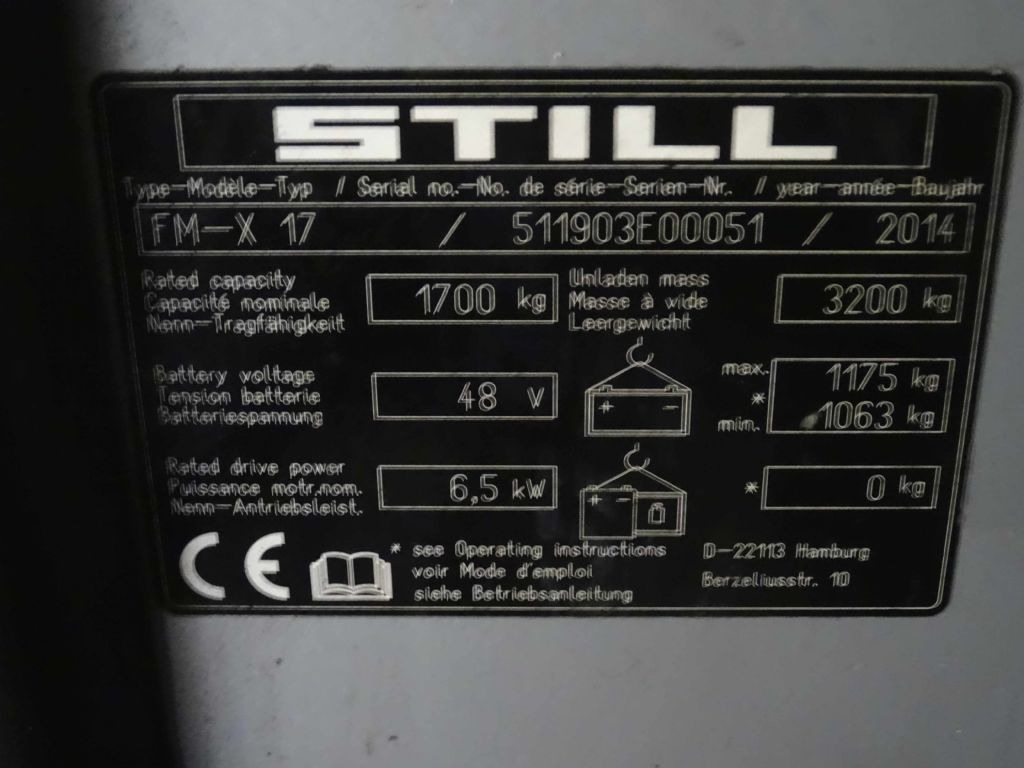 STILL
Type-Modèle-Typ / Serial no.-No. de série-Serien-Nr. / year-année-Baujahr
FM-X 17 / 511903E00051 / 2014
Rated capacity
Capacité nominale
Nenn-Tragfähigkeit
1700 kg
Unladen mass
Masse à vide
Leergewicht
3200 kg
Battery voltage
Tension batterie
Batteriespannung
48 V
+ -
max. 1175 kg
*
min. 1063 kg
Rated drive power
Puissance motr.nom.
Nenn-Antriebsleist.
6,5 kW
+ -
* 0 kg
CE
* see Operating instructions
voir Mode d'emploi
siehe Betriebsanleitung
D-22113 Hamburg
Berzeliusstr. 10